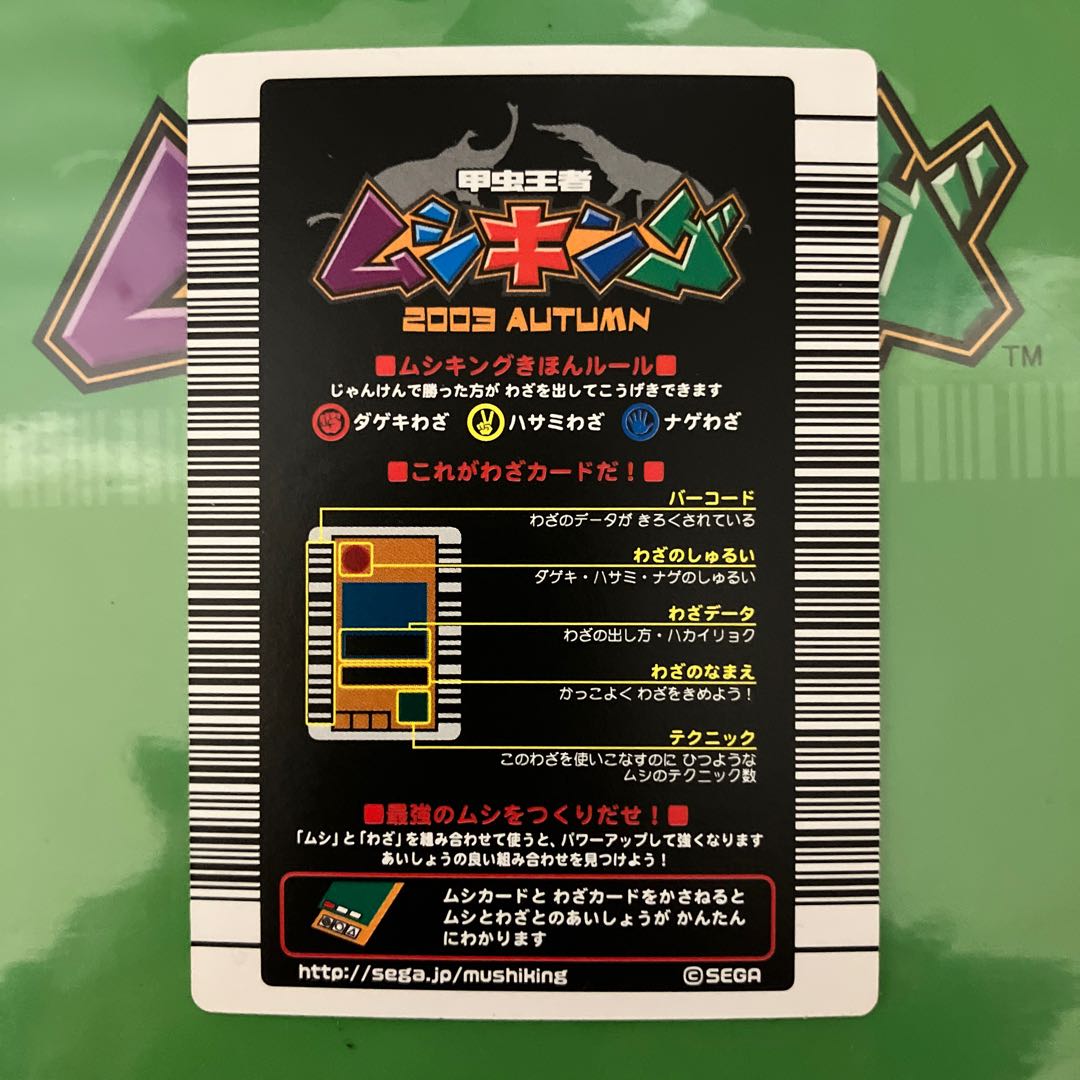 甲虫王者
ムシキング
2003 AUTUMN
■ムシキングきほんルール■
じゃんけんで勝った方が わざを出してこうげきできます
ダゲキわざ ハサミわざ ナゲわざ
■これがわざカードだ！■
バーコード
わざのデータが きろくされている
わざのしゅるい
ダゲキ・ハサミ・ナゲのしゅるい
わざデータ
わざの出し方・ハカイリョク
わざのなまえ
かっこよく わざをきめよう！
テクニック
このわざを使いこなすのに ひつような
ムシのテクニック数
■最強のムシをつくりだせ！■
「ムシ」と「わざ」を組み合わせて使うと、パワーアップして強くなります
あいしょうの良い組み合わせを見つけよう！
ムシカードと わざカードをかさねると
ムシとわざとのあいしょうが かんたん
にわかります
http://sega.jp/mushiking ©SEGA
TM